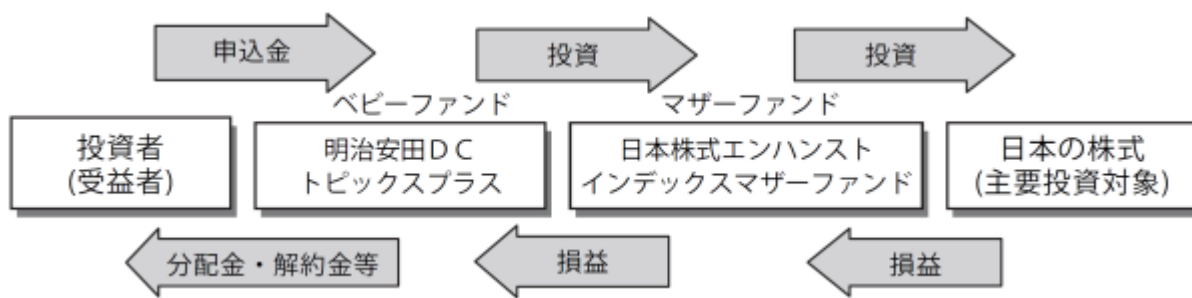 申込金
投資
投資
ベビーファンド
マザーファンド
投資者
(受益者)
明治安田ＤＣ
トピックスプラス
日本株式エンハンスト
インデックスマザーファンド
日本の株式
(主要投資対象)
分配金・解約金等
損益
損益